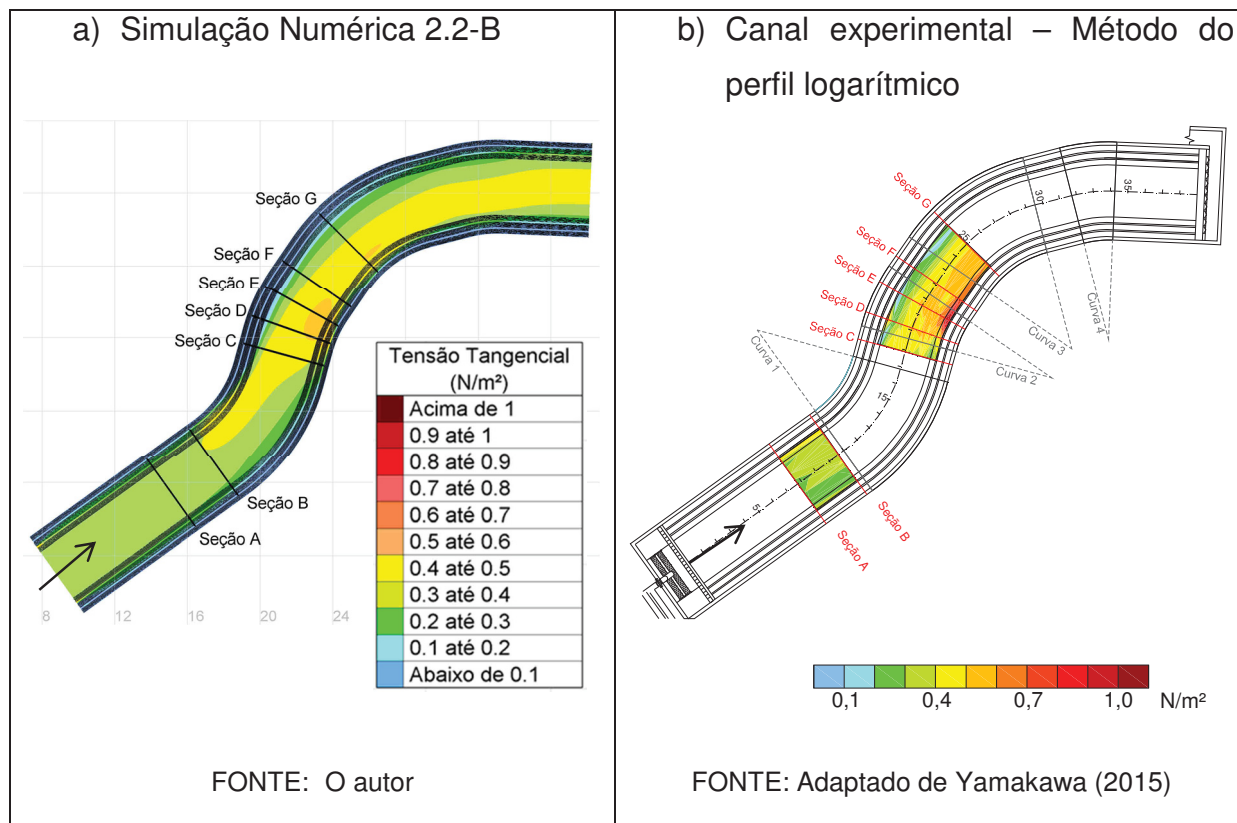 a) Simulação Numérica 2.2-B
Seção G
Seção F
Seção E
Seção D
Seção C
Seção B
Seção A
8 12 16 20 24
Tensão Tangencial
(N/m²)
Acima de 1
0.9 até 1
0.8 até 0.9
0.7 até 0.8
0.6 até 0.7
0.5 até 0.6
0.4 até 0.5
0.3 até 0.4
0.2 até 0.3
0.1 até 0.2
Abaixo de 0.1
FONTE: O autor
b) Canal experimental – Método do
perfil logarítmico
Seção G
Seção F
Seção E
Seção D
Seção C
Curva 1
35
30
25
Curva 4
Curva 3
Curva 2
15
5
Seção B
Seção A
0,1 0,4 0,7 1,0 N/m²
FONTE: Adaptado de Yamakawa (2015)